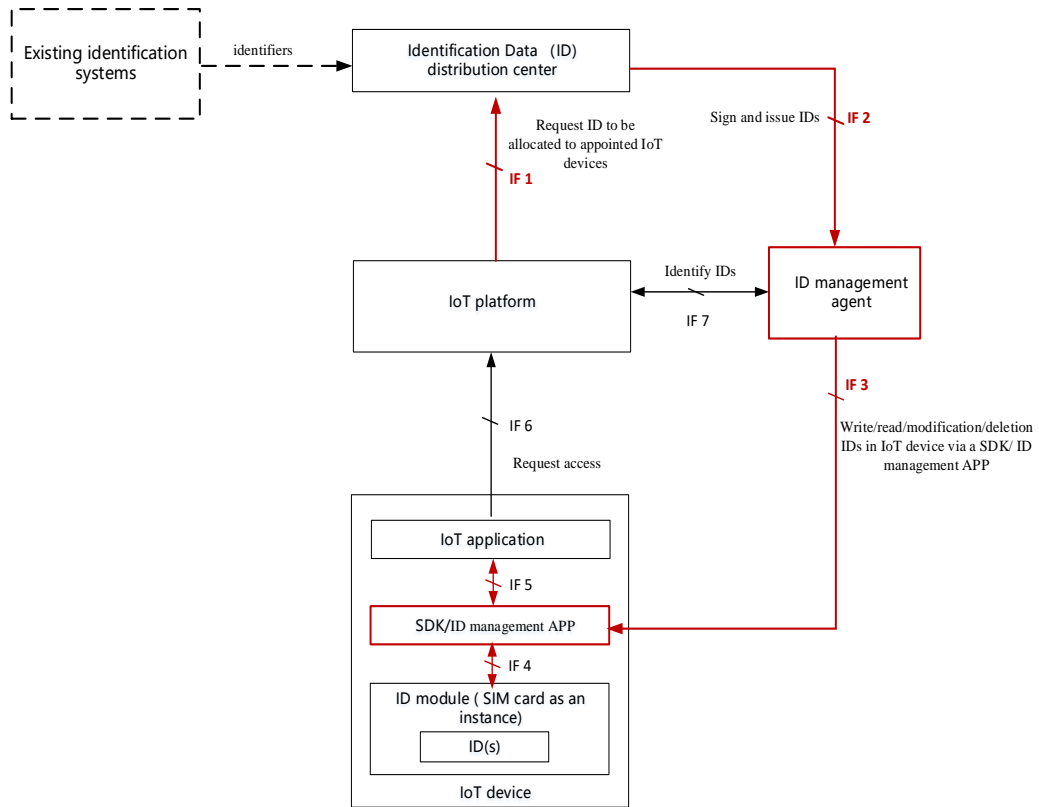 Existing identification
systems
identifiers
Identification Data (ID)
distribution center
Request ID to be
allocated to appointed IoT
devices
IF 1
Sign and issue IDs
IF 2
IoT platform
Identify IDs
IF 7
ID management
agent
IF 3
Write/read/modification/deletion
IDs in IoT device via a SDK/ ID
management APP
IF 6
Request access
IoT application
IF 5
SDK/ID management APP
IF 4
ID module ( SIM card as an
instance)
ID(s)
IoT device